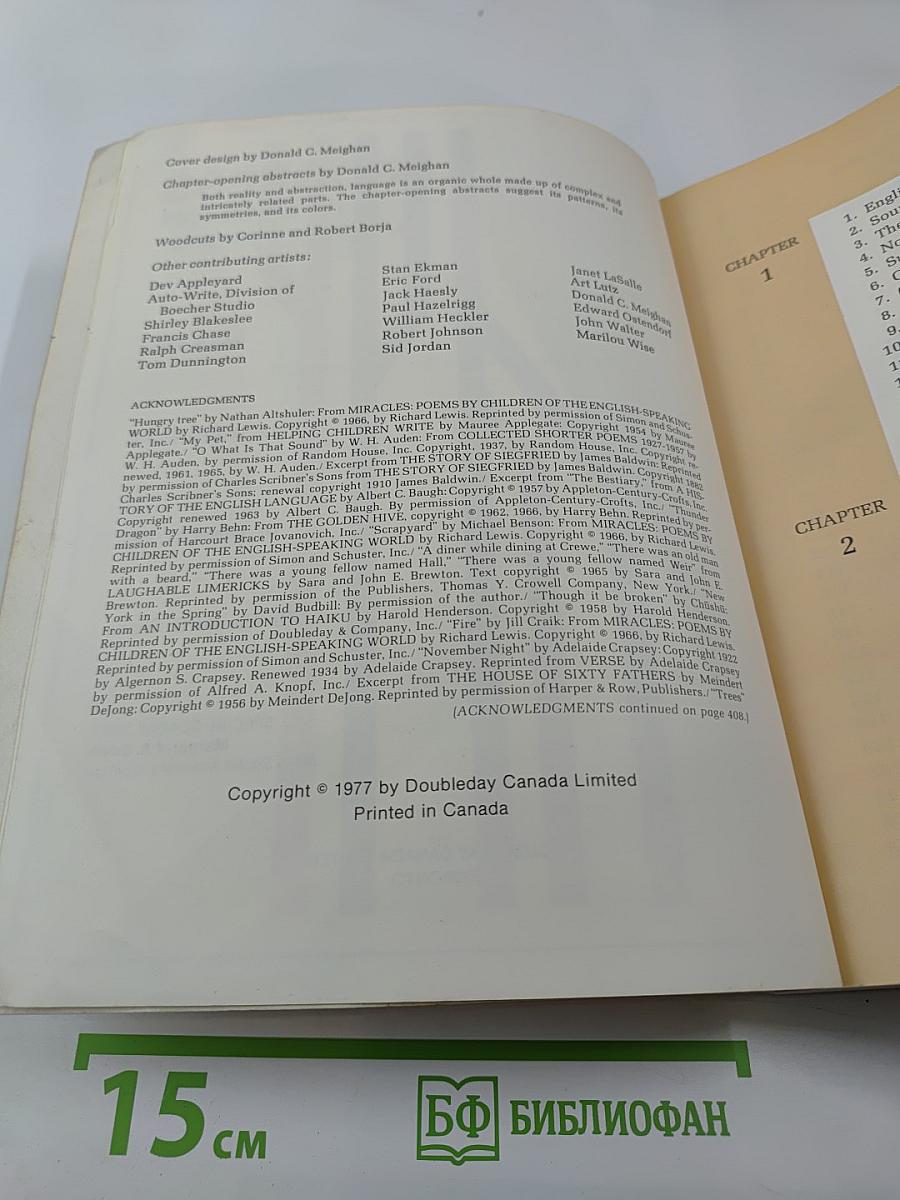 Cover design by Donald C. Meighan
Chapter-opening abstracts by Donald C. Meighan
Both reality and abstraction, language is an organic whole made up of complex and
intricately related parts. The chapter-opening abstracts suggest its patterns, its
symmetries, and its colors.
Woodcuts by Corinne and Robert Borja
Other contributing artists:
Dev Appleyard
Auto-Write, Division of
Boecher Studio
Shirley Blakeslee
Francis Chase
Ralph Creasman
Tom Dunnington
Stan Ekman
Eric Ford
Jack Haesly
Paul Hazelrigg
William Heckler
Robert Johnson
Sid Jordan
Janet LaSalle
Art Lutz
Donald C. Meighan
Edward Ostendorf
John Walter
Marilou Wise
ACKNOWLEDGMENTS
"Hungry tree" by Nathan Altshuler: From MIRACLES: POEMS BY CHILDREN OF THE ENGLISH-SPEAKING
WORLD by Richard Lewis. Copyright © 1966, by Richard Lewis. Reprinted by permission of Simon and Schus-
ter, Inc./ "My Pet," from HELPING CHILDREN WRITE by Mauree Applegate: Copyright 1954 by Mauree
Applegate./ "O What Is That Sound" by W. H. Auden: From COLLECTED SHORTER POEMS 1927-1957 by
W. H. Auden, by permission of Random House, Inc. Copyright, 1937, by Random House, Inc. Copyright re-
newed, 1961, 1965, by W. H. Auden./ Excerpt from THE STORY OF SIEGFRIED by James Baldwin: Reprinted
by permission of Charles Scribner's Sons from THE STORY OF SIEGFRIED by James Baldwin. Copyright 1882
Charles Scribner's Sons; renewal copyright 1910 James Baldwin./ Excerpt from "The Bestiary," from A HIS-
TORY OF THE ENGLISH LANGUAGE by Albert C. Baugh: Copyright © 1957 by Appleton-Century-Crofts, Inc.
Copyright renewed 1963 by Albert C. Baugh. By permission of Appleton-Century-Crofts, Inc./ "Thunder
Dragon" by Harry Behn: From THE GOLDEN HIVE, copyright © 1962, 1966, by Harry Behn. Reprinted by per-
mission of Harcourt Brace Jovanovich, Inc./ "Scrapyard" by Michael Benson: From MIRACLES: POEMS BY
CHILDREN OF THE ENGLISH-SPEAKING WORLD by Richard Lewis. Copyright © 1966, by Richard Lewis.
Reprinted by permission of Simon and Schuster, Inc./ "A diner while dining at Crewe," "There was an old man
with a beard," "There was a young fellow named Hall," "There was a young fellow named Weir" from
LAUGHABLE LIMERICKS by Sara and John E. Brewton. Text copyright © 1965 by Sara and John E.
Brewton. Reprinted by permission of the Publishers, Thomas Y. Crowell Company, New York./ "New
York in the Spring" by David Budbill: By permission of the author./ "Though it be broken" by Chūshū:
From AN INTRODUCTION TO HAIKU by Harold Henderson. Copyright © 1958 by Harold Henderson.
Reprinted by permission of Doubleday & Company, Inc./ "Fire" by Jill Craik: From MIRACLES: POEMS BY
CHILDREN OF THE ENGLISH-SPEAKING WORLD by Richard Lewis. Copyright © 1966, by Richard Lewis.
Reprinted by permission of Simon and Schuster, Inc./ "November Night" by Adelaide Crapsey: Copyright 1922
by Algernon S. Crapsey. Renewed 1934 by Adelaide Crapsey. Reprinted from VERSE by Adelaide Crapsey
by permission of Alfred A. Knopf, Inc./ Excerpt from THE HOUSE OF SIXTY FATHERS by Meindert
DeJong: Copyright © 1956 by Meindert DeJong. Reprinted by permission of Harper & Row, Publishers./ "Trees"
(ACKNOWLEDGMENTS continued on page 408.)
Copyright © 1977 by Doubleday Canada Limited
Printed in Canada
CHAPTER
1
1.
2.
3.
4.
5.
6.
7.
8.
9.
10
CHAPTER
2
15 см
БФ БИБЛИОФАН